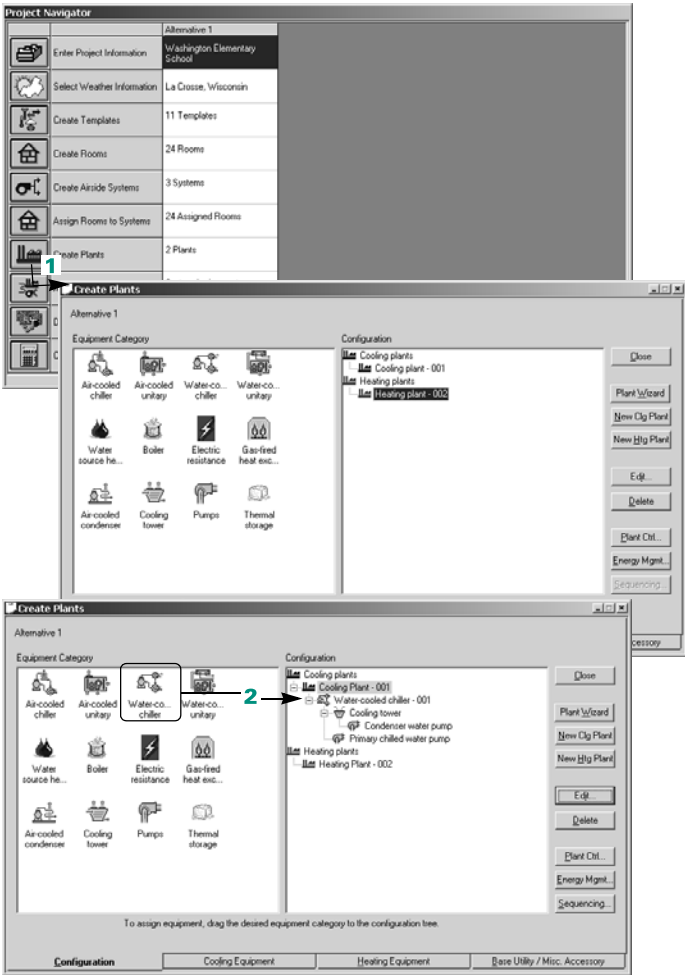 Project Navigator
Alternative 1
Enter Project Information
Washington Elementary
School
Select Weather Information
La Crosse, Wisconsin
Create Templates
11 Templates
Create Rooms
24 Rooms
Create Airside Systems
3 Systems
Assign Rooms to Systems
24 Assigned Rooms
Create Plants
2 Plants
1
Create Plants
Alternative 1
Equipment Category
Configuration
Air-cooled
chiller
Air-cooled
unitary
Water-co...
chiller
Water-co...
unitary
Water
source he...
Boiler
Electric
resistance
Gas-fired
heat exc...
Air-cooled
condenser
Cooling
tower
Pumps
Thermal
storage
Cooling plants
Cooling plant - 001
Heating plants
Heating plant - 002
Close
Plant Wizard
New Clg Plant
New Htg Plant
Edit...
Delete
Plant Ctrl...
Energy Mgmt...
Sequencing...
cessory
Create Plants
Alternative 1
Equipment Category
Configuration
Air-cooled
chiller
Air-cooled
unitary
Water-co...
chiller
Water-co...
unitary
Water
source he...
Boiler
Electric
resistance
Gas-fired
heat exc...
Air-cooled
condenser
Cooling
tower
Pumps
Thermal
storage
2
Cooling plants
Cooling Plant - 001
Water-cooled chiller - 001
Cooling tower
Condenser water pump
Primary chilled water pump
Heating plants
Heating Plant - 002
Close
Plant Wizard
New Clg Plant
New Htg Plant
Edit...
Delete
Plant Ctrl...
Energy Mgmt...
Sequencing...
To assign equipment, drag the desired equipment category to the configuration tree.
Configuration
Cooling Equipment
Heating Equipment
Base Utility / Misc. Accessory